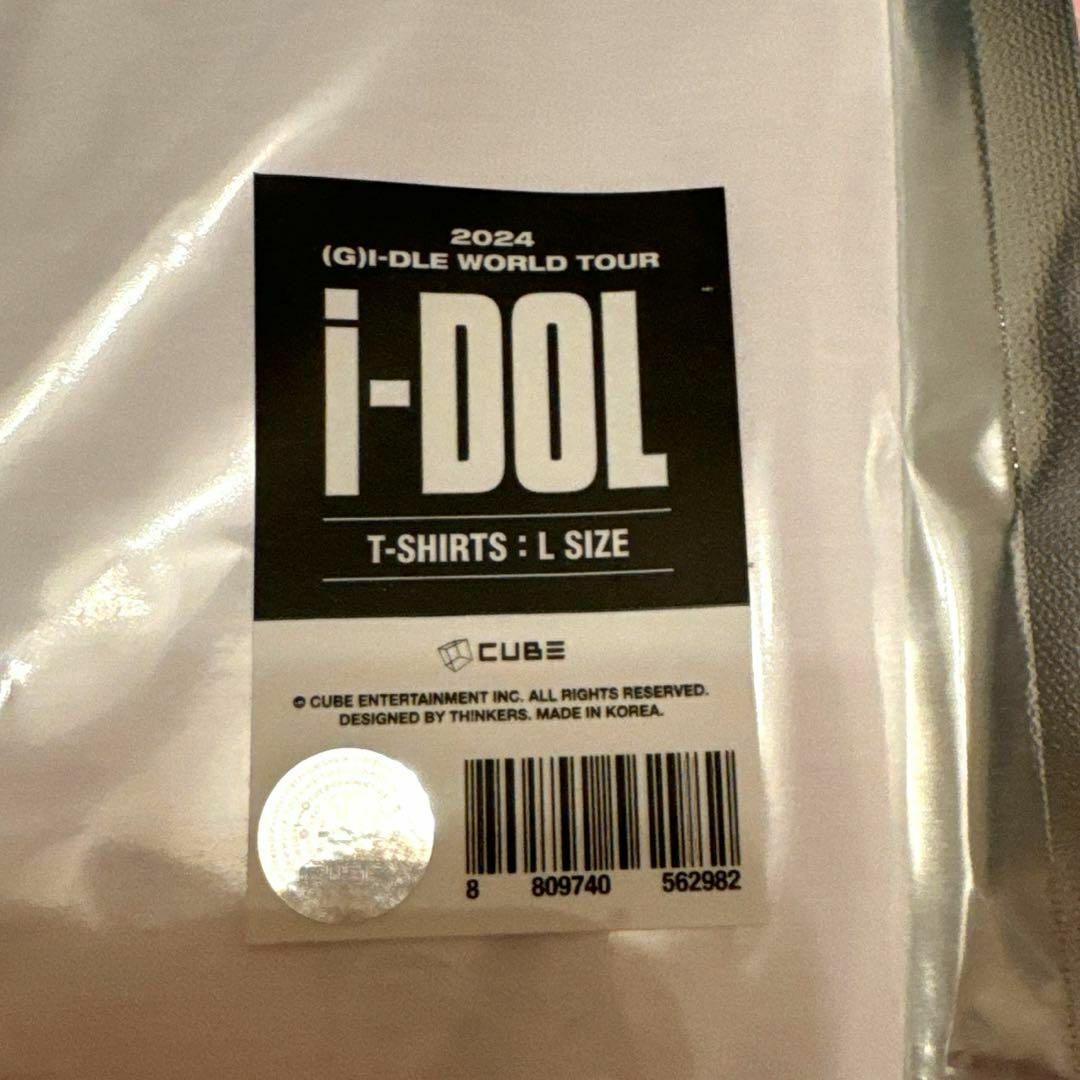 2024
(G)I-DLE WORLD TOUR
i-DOL
T-SHIRTS : L SIZE
CUBE
© CUBE ENTERTAINMENT INC. ALL RIGHTS RESERVED.
DESIGNED BY TH!NKERS. MADE IN KOREA.
8 809740 562982